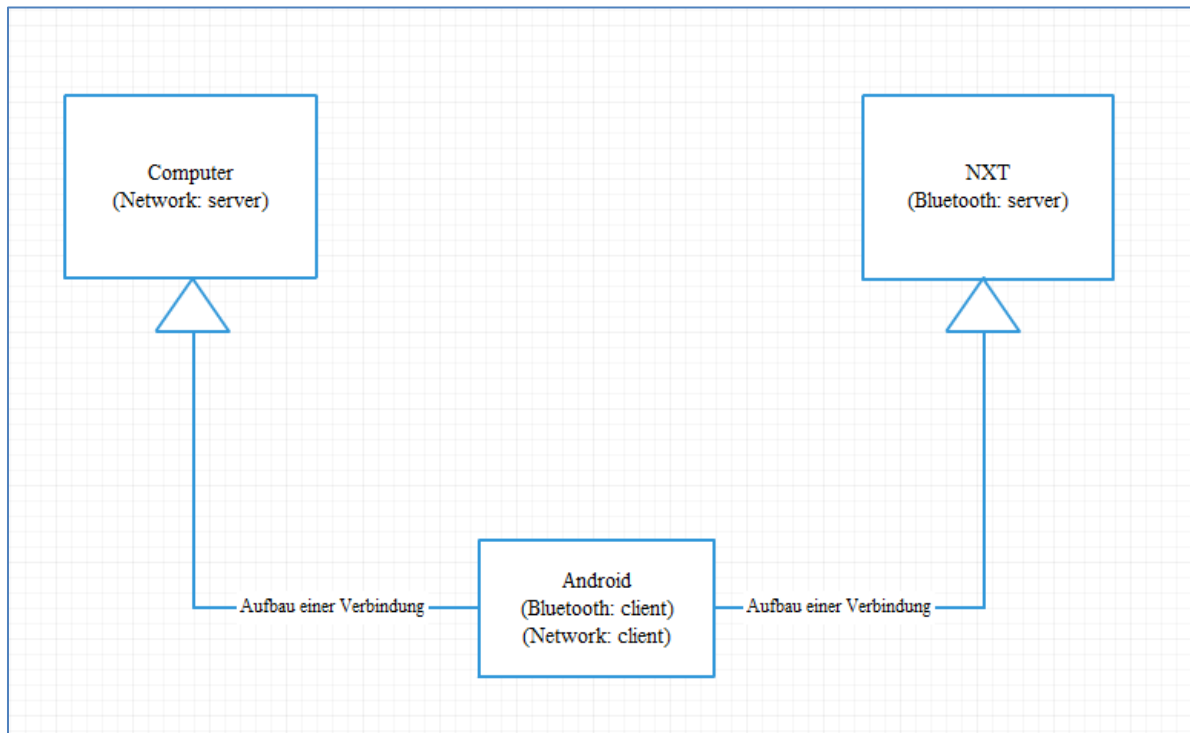 Computer
(Network: server)
NXT
(Bluetooth: server)
Aufbau einer Verbindung
Android
(Bluetooth: client)
(Network: client)
Aufbau einer Verbindung